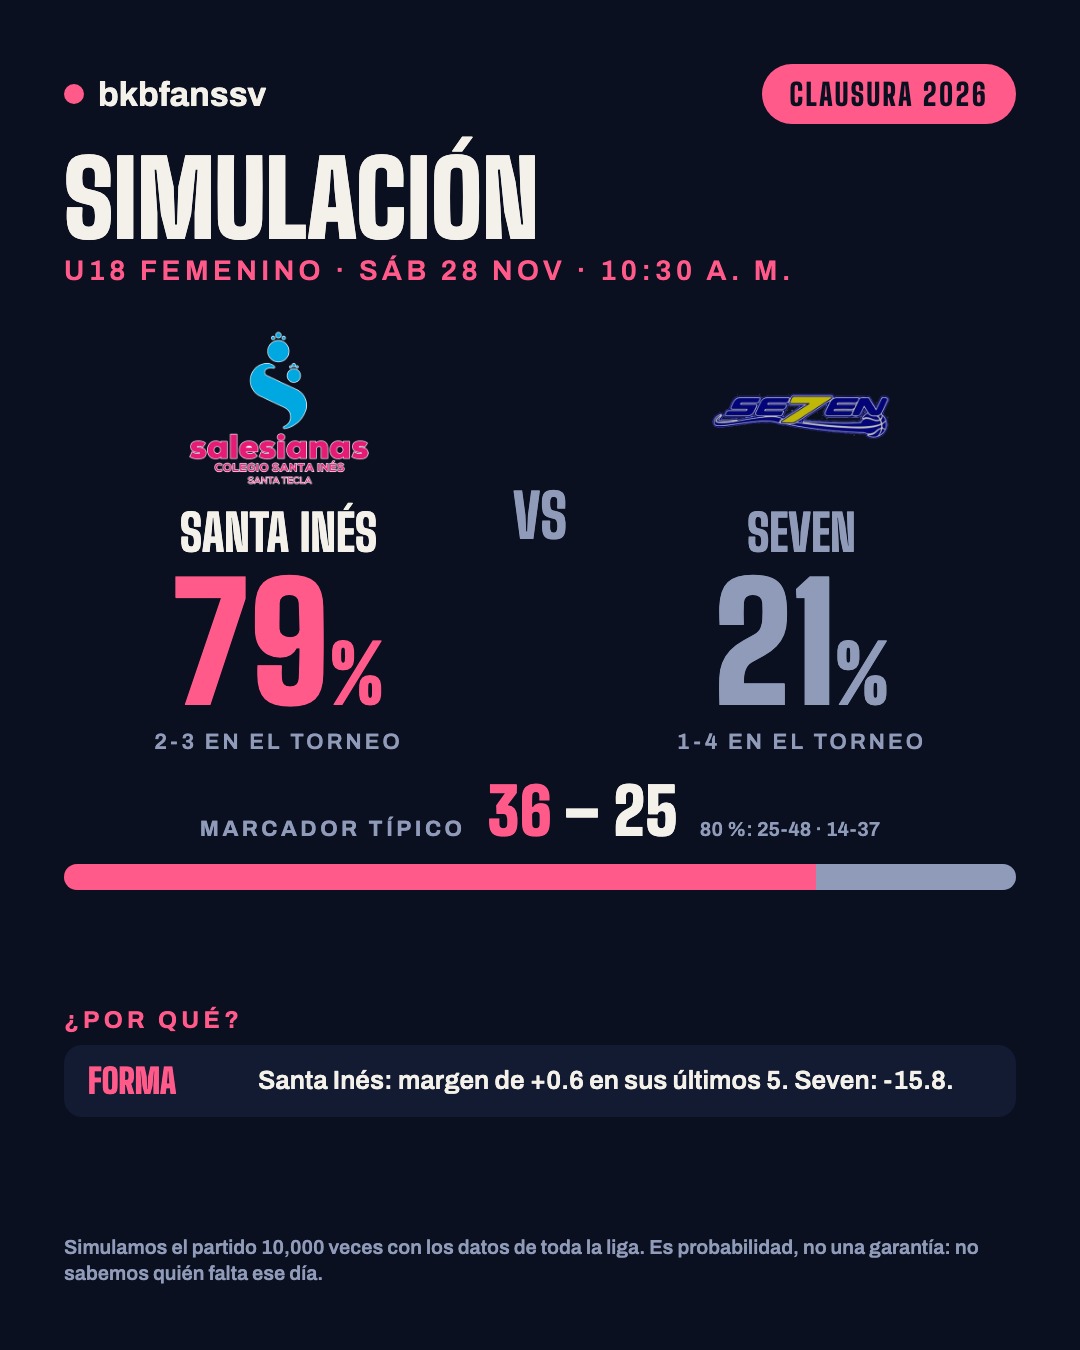 bkbfanssv
CLAUSURA 2026
SIMULACIÓN
U18 FEMENINO · SÁB 28 NOV · 10:30 A. M.
salesianas
COLEGIO SANTA INÉS
SANTA TECLA
SE7EN
SANTA INÉS
VS
SEVEN
79%
21%
2-3 EN EL TORNEO
1-4 EN EL TORNEO
MARCADOR TÍPICO 36 – 25 80 %: 25-48 · 14-37
¿POR QUÉ?
FORMA Santa Inés: margen de +0.6 en sus últimos 5. Seven: -15.8.
Simulamos el partido 10,000 veces con los datos de toda la liga. Es probabilidad, no una garantía: no
sabemos quién falta ese día.